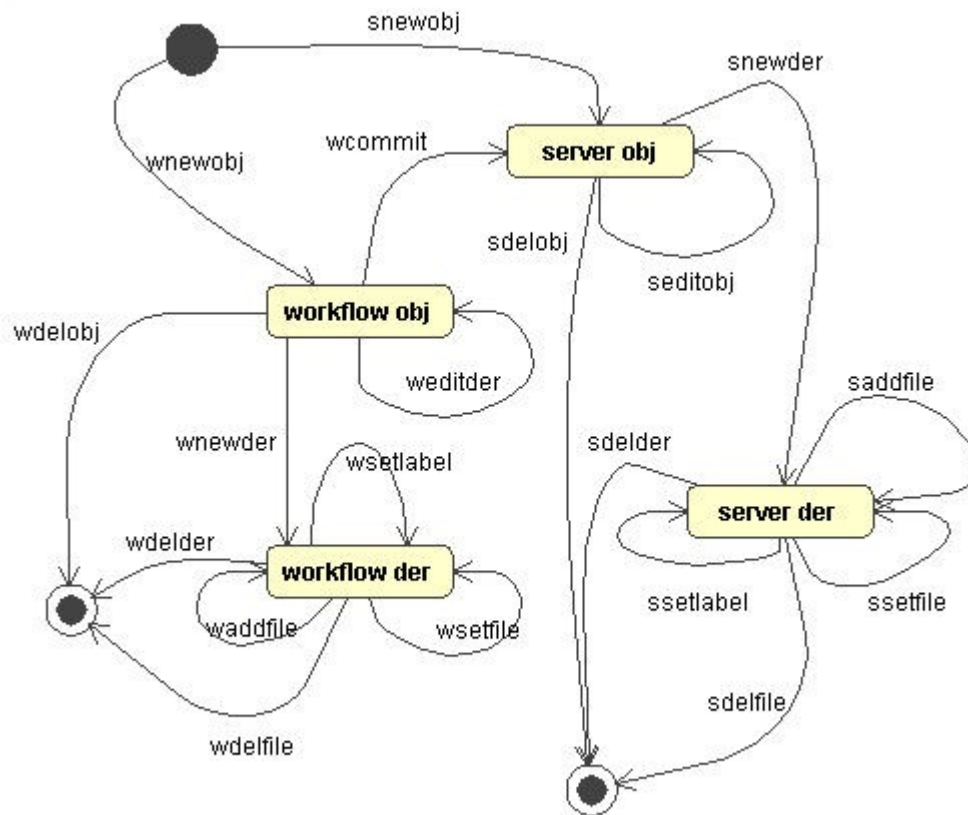 snewobj
snewder
wcommit
server obj
wnewobj
sdelobj
seditobj
workflow obj
wdelobj
weditder
saddfile
wnewder
wsetlabel
sdelder
server der
wdelder
workflow der
ssetlabel
ssetfile
waddfile
wsetfile
sdelfile
wdelfile